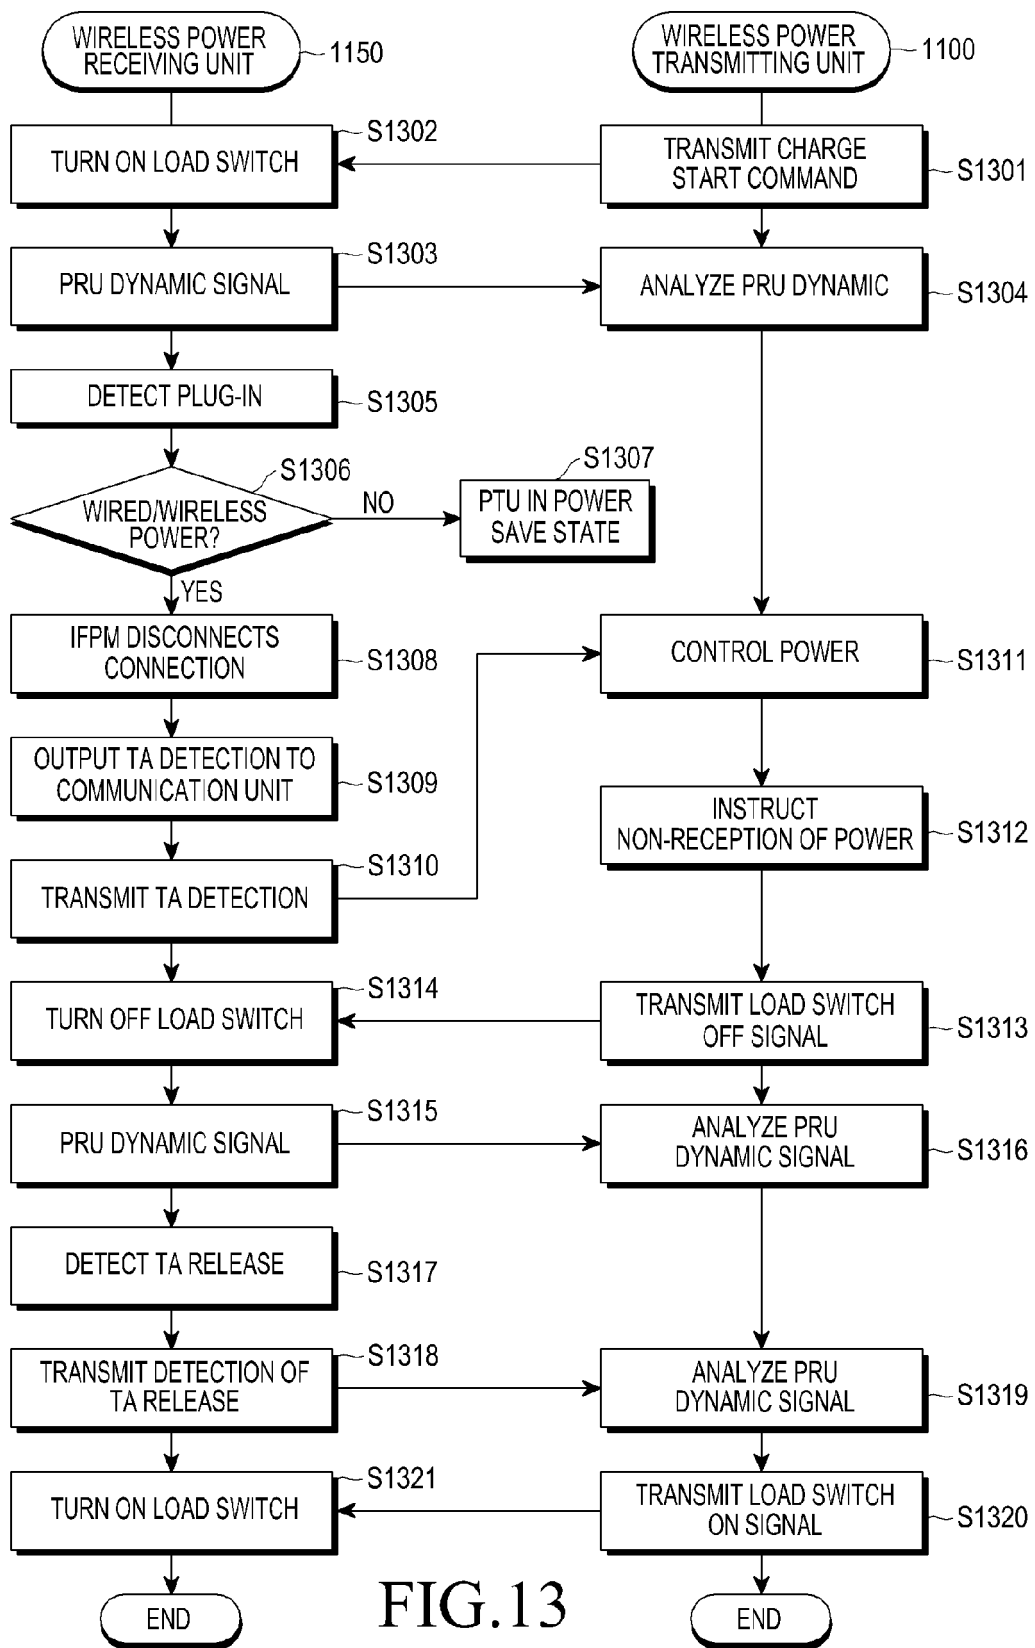 WIRELESS POWER
RECEIVING UNIT
1150
WIRELESS POWER
TRANSMITTING UNIT
1100
S1302
TURN ON LOAD SWITCH
TRANSMIT CHARGE
START COMMAND
S1301
S1303
PRU DYNAMIC SIGNAL
ANALYZE PRU DYNAMIC
S1304
DETECT PLUG-IN
S1305
S1306
WIRED/WIRELESS
POWER?
NO
YES
S1307
PTU IN POWER
SAVE STATE
IFPM DISCONNECTS
CONNECTION
S1308
CONTROL POWER
S1311
OUTPUT TA DETECTION TO
COMMUNICATION UNIT
S1309
INSTRUCT
NON-RECEPTION OF POWER
S1312
S1310
TRANSMIT TA DETECTION
S1314
TURN OFF LOAD SWITCH
TRANSMIT LOAD SWITCH
OFF SIGNAL
S1313
S1315
PRU DYNAMIC SIGNAL
ANALYZE PRU
DYNAMIC SIGNAL
S1316
DETECT TA RELEASE
S1317
S1318
TRANSMIT DETECTION OF
TA RELEASE
ANALYZE PRU
DYNAMIC SIGNAL
S1319
S1321
TURN ON LOAD SWITCH
TRANSMIT LOAD SWITCH
ON SIGNAL
S1320
END
FIG.13
END